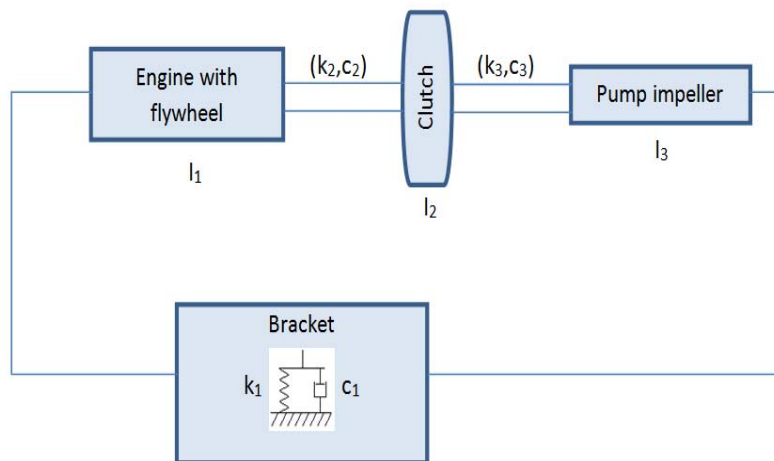 Engine with
flywheel
(k₂,c₂)
Clutch
(k₃,c₃)
Pump impeller
I₁
I₂
I₃
Bracket
k₁
c₁